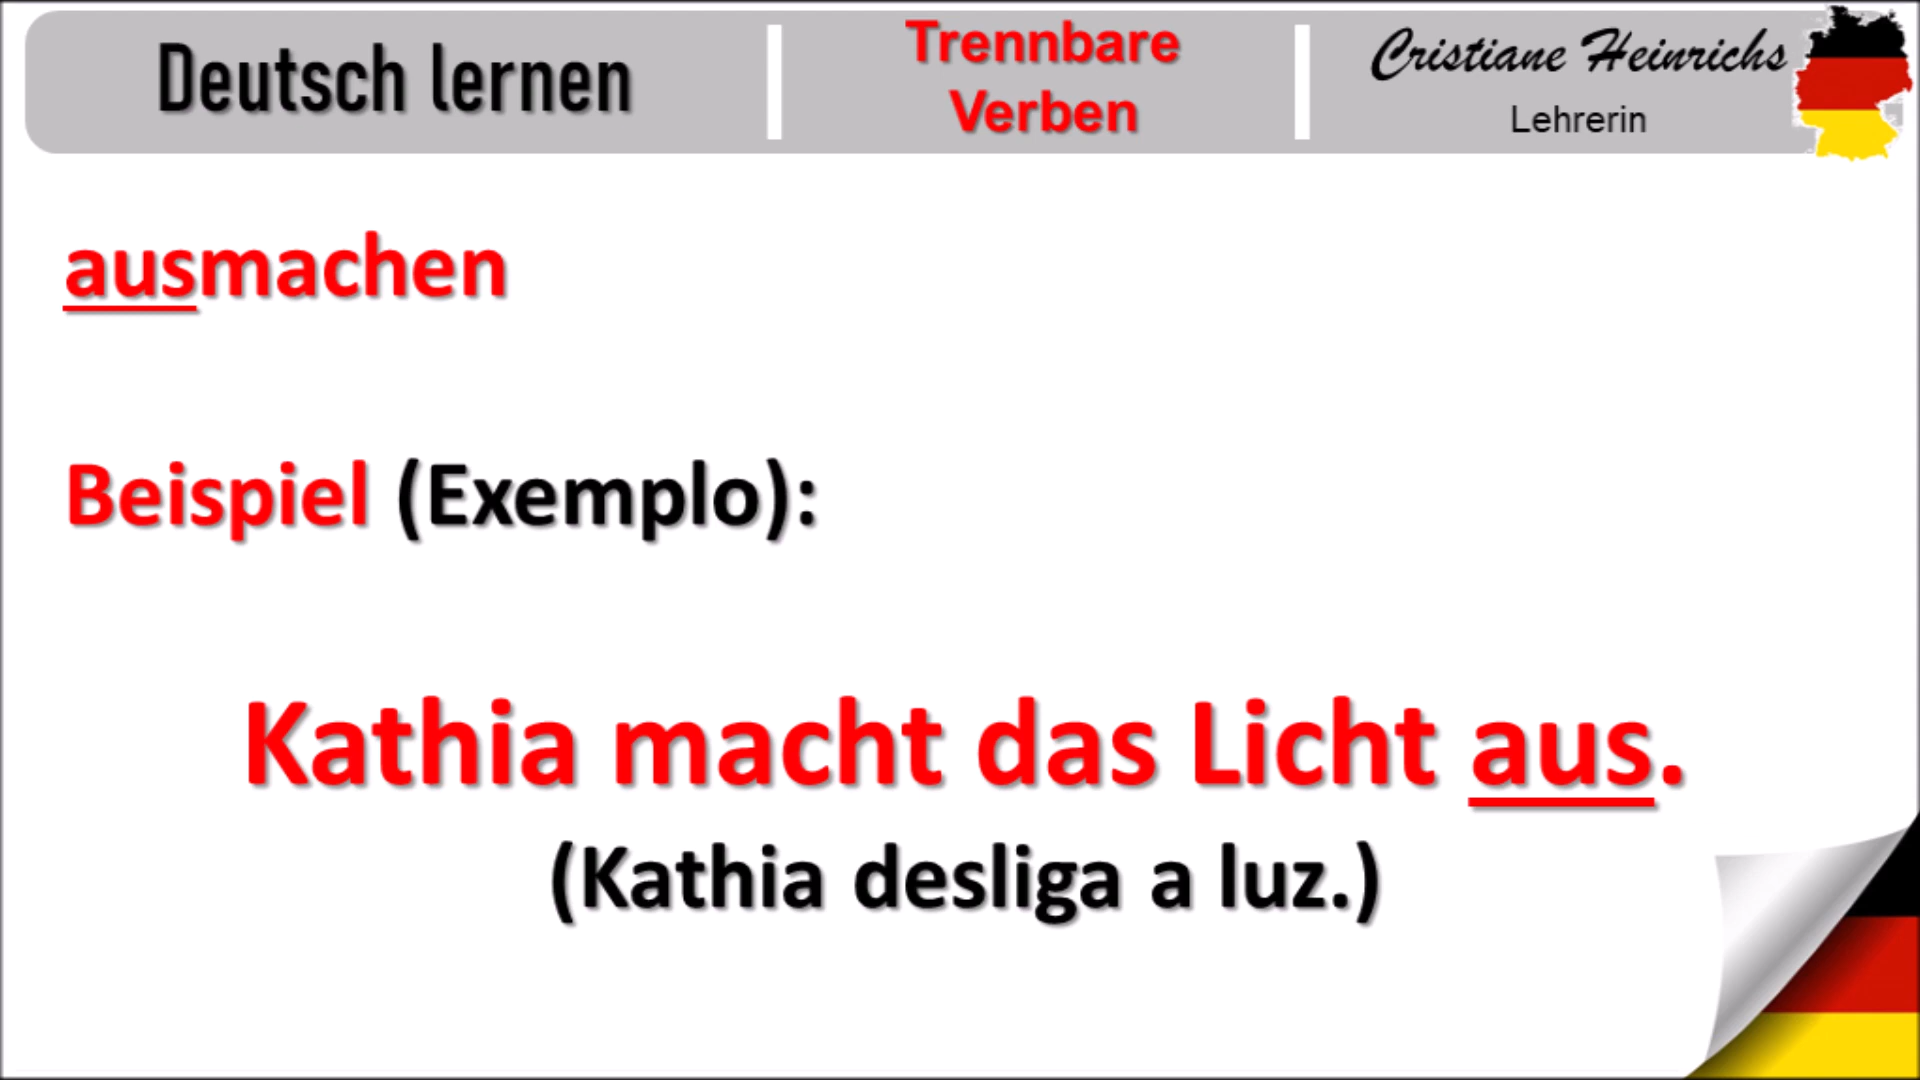 Deutsch lernen
Trennbare
Verben
Cristiane Heinrichs
Lehrerin
ausmachen
Beispiel (Exemplo):
Kathia macht das Licht aus.
(Kathia desliga a luz.)